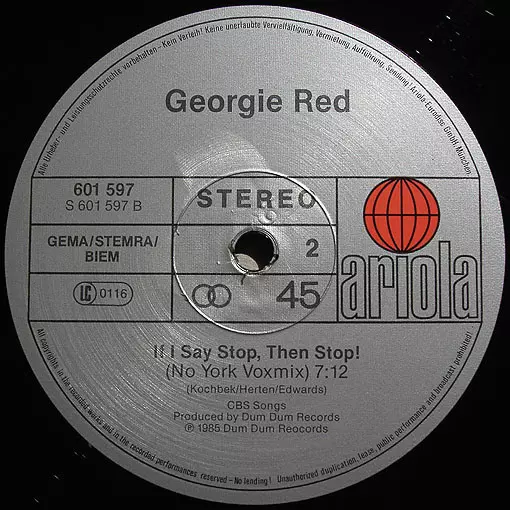 Alle Urheber- und Leistungsschutzrechte vorbehalten - Kein Verleih! Keine unerlaubte Vervielfältigung, Vermietung, Aufführung, Sendung! Ariola-Eurodisc GmbH, München
Georgie Red
601 597
S 601 597 B
STEREO
GEMA/STEMRA/
BIEM
2
LC 0116
45
ariola
If I Say Stop, Then Stop!
(No York Voxmix) 7:12
(Kochbek/Herten/Edwards)
CBS Songs
Produced by Dum Dum Records
℗ 1985 Dum Dum Reocords
All copyrights in the recorded works and in the recorded performances reserved – No lending! Unauthorized duplication, lease, public performance and broadcast prohibited!